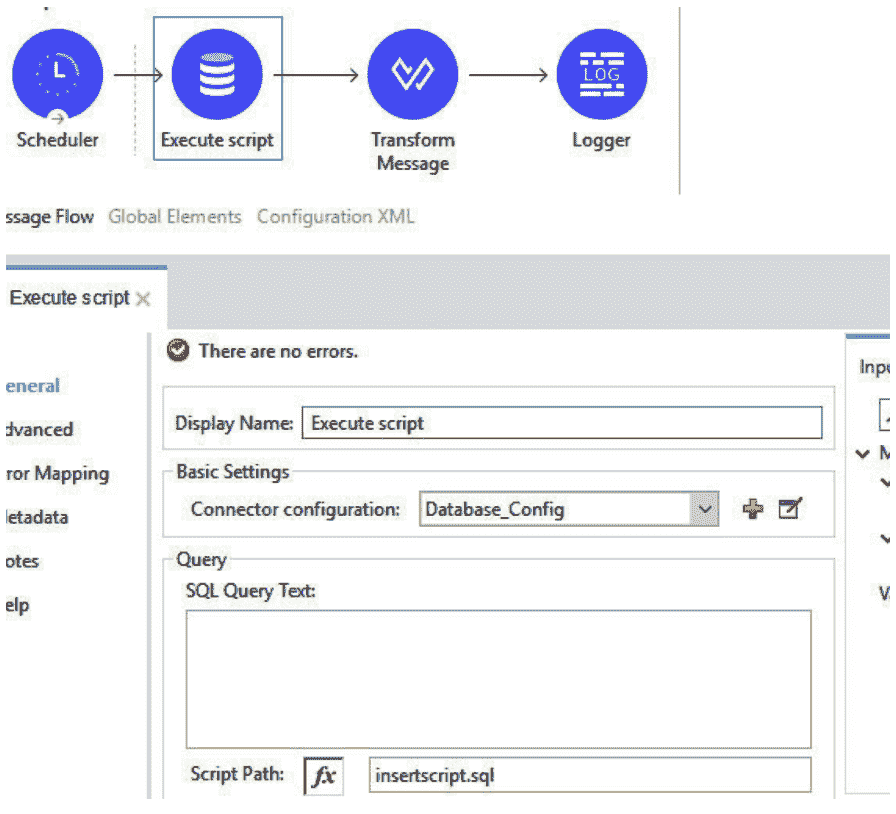 Scheduler
Execute script
Transform
Message
LOG
Logger
ssage Flow Global Elements Configuration XML
Execute script
There are no errors.
eneral
dvanced
rror Mapping
letadata
otes
elp
Display Name: Execute script
Basic Settings
Connector configuration: Database_Config
Query
SQL Query Text:
Script Path: fx insertscript.sql
Inpu
M
V